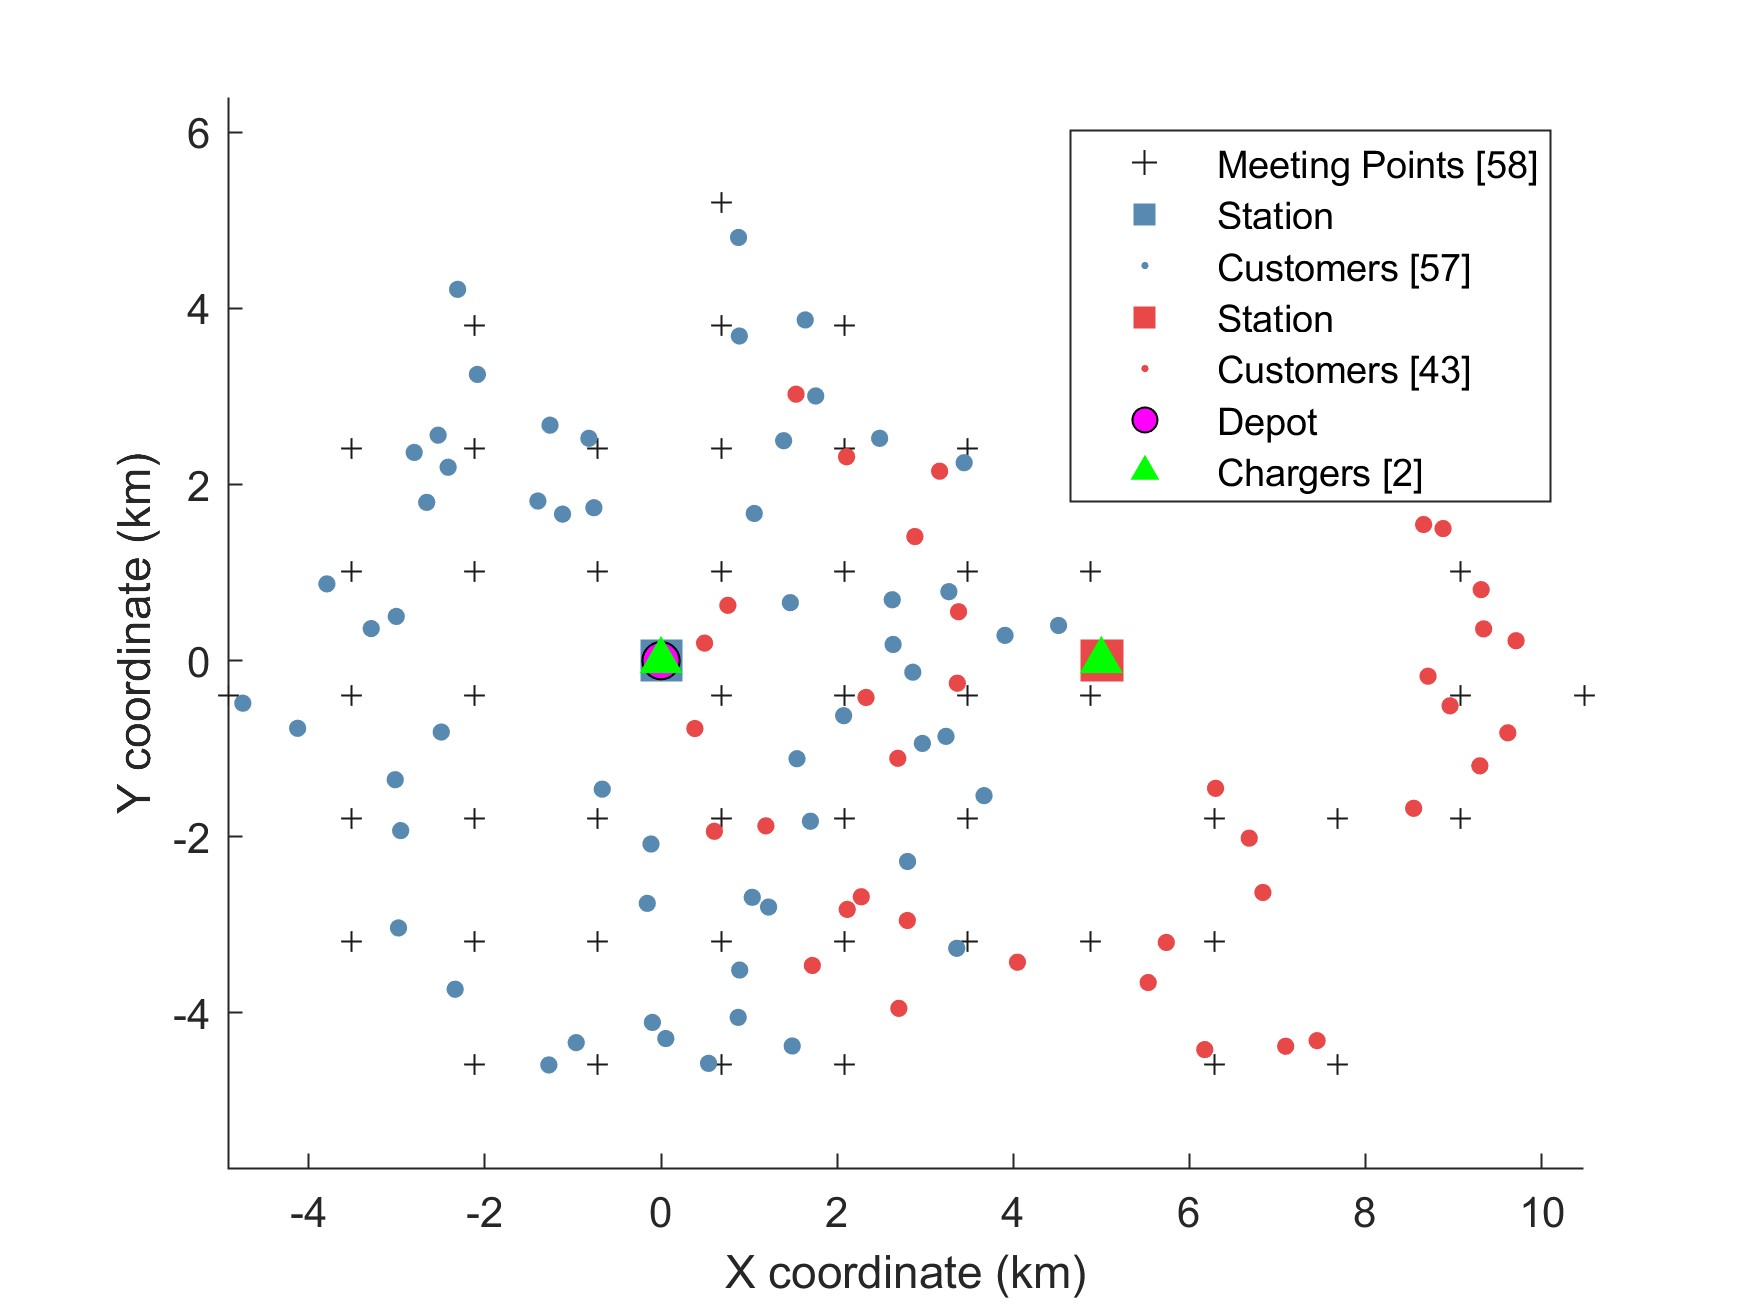 6
4
2
0
-2
-4
Y coordinate (km)
Meeting Points [58]
Station
Customers [57]
Station
Customers [43]
Depot
Chargers [2]
-4 -2 0 2 4 6 8 10
X coordinate (km)